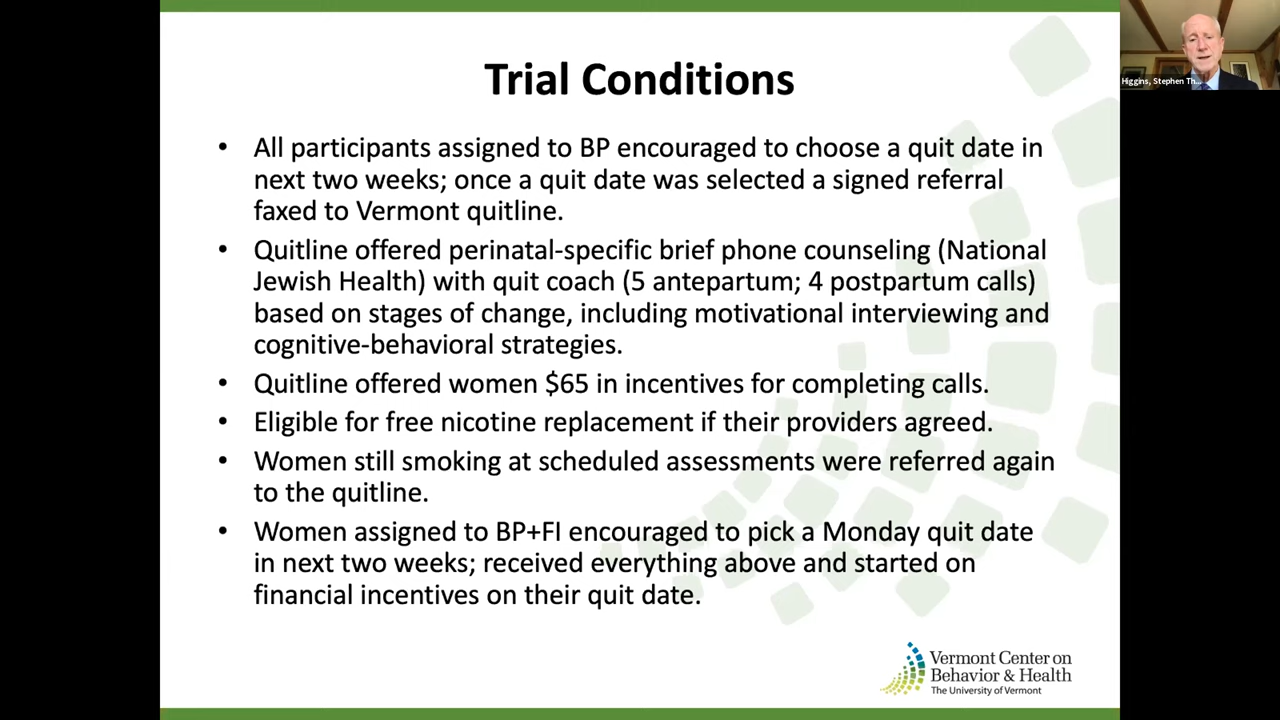 Trial Conditions
• All participants assigned to BP encouraged to choose a quit date in
next two weeks; once a quit date was selected a signed referral
faxed to Vermont quitline.
• Quitline offered perinatal-specific brief phone counseling (National
Jewish Health) with quit coach (5 antepartum; 4 postpartum calls)
based on stages of change, including motivational interviewing and
cognitive-behavioral strategies.
• Quitline offered women $65 in incentives for completing calls.
• Eligible for free nicotine replacement if their providers agreed.
• Women still smoking at scheduled assessments were referred again
to the quitline.
• Women assigned to BP+FI encouraged to pick a Monday quit date
in next two weeks; received everything above and started on
financial incentives on their quit date.
Vermont Center on
Behavior & Health
The University of Vermont
Higgins, Stephen Th...